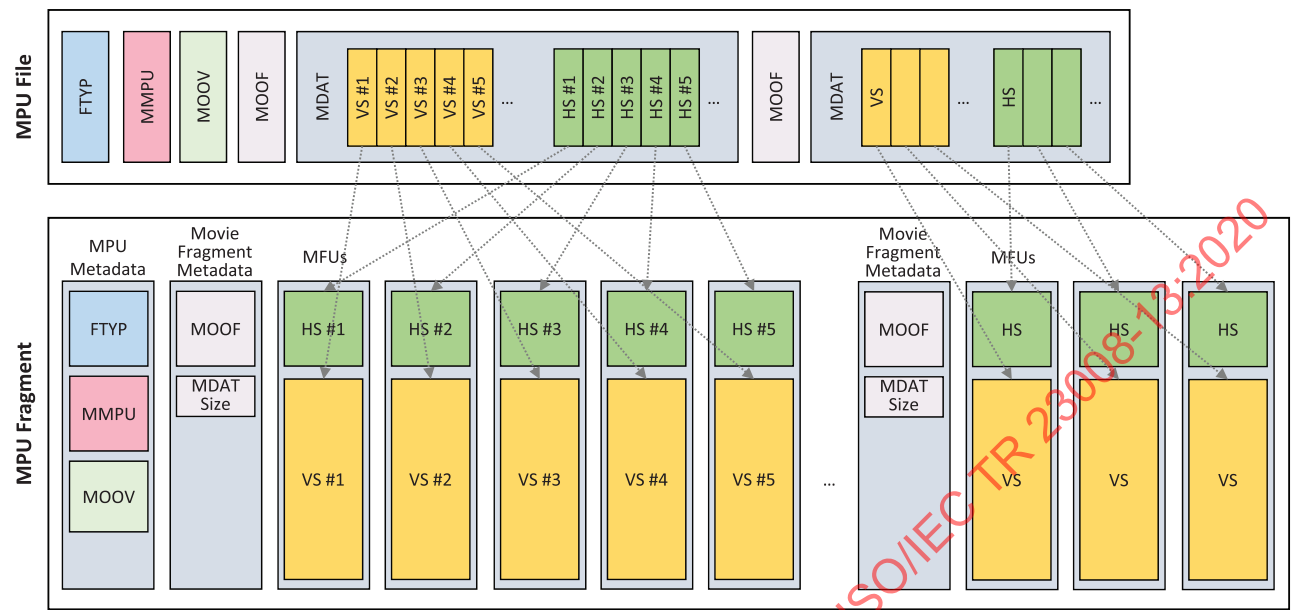 MPU File
FTYP
MMPU
MOOV
MOOF
MDAT
VS #1
VS #2
VS #3
VS #4
VS #5
...
HS #1
HS #2
HS #3
HS #4
HS #5
...
MOOF
MDAT
VS
...
HS
...
MPU Fragment
MPU
Metadata
FTYP
MMPU
MOOV
Movie
Fragment
Metadata
MOOF
MDAT
Size
MFUs
HS #1
HS #2
HS #3
HS #4
HS #5
VS #1
VS #2
VS #3
VS #4
VS #5
...
Movie
Fragment
Metadata
MOOF
MDAT
Size
MFUs
HS
HS
HS
VS
VS
VS
ISO/IEC TR 23008-13:2020